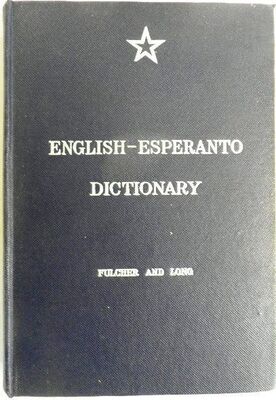 ENGLISH-ESPERANTO
DICTIONARY
FULCHER AND LONG